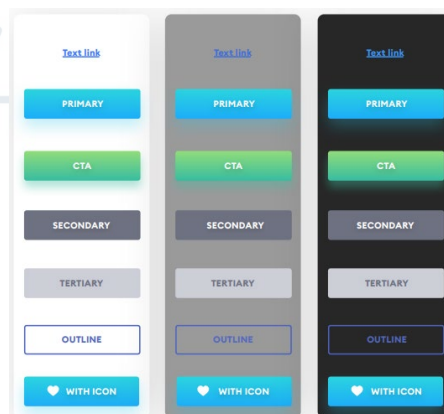 Text link
PRIMARY
CTA
SECONDARY
TERTIARY
OUTLINE
WITH ICON
Text link
PRIMARY
CTA
SECONDARY
TERTIARY
OUTLINE
WITH ICON
Text link
PRIMARY
CTA
SECONDARY
TERTIARY
OUTLINE
WITH ICON